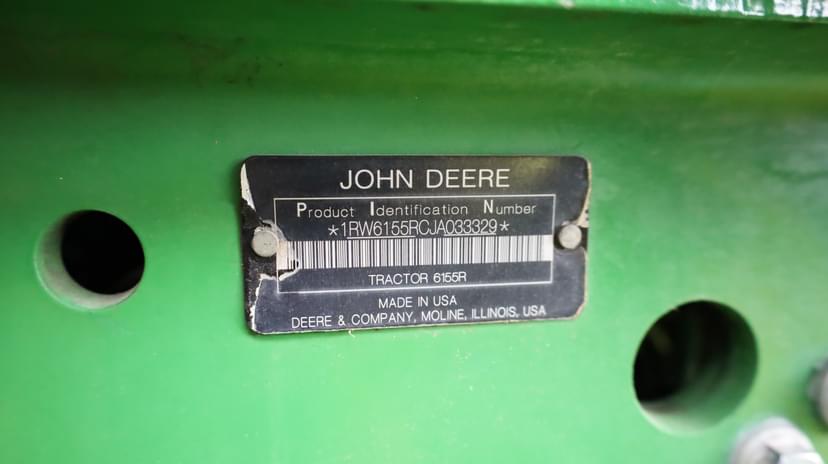 JOHN DEERE
Product Identification Number
*1RW6155RCJA033329*
TRACTOR 6155R
MADE IN USA
DEERE & COMPANY, MOLINE, ILLINOIS, USA